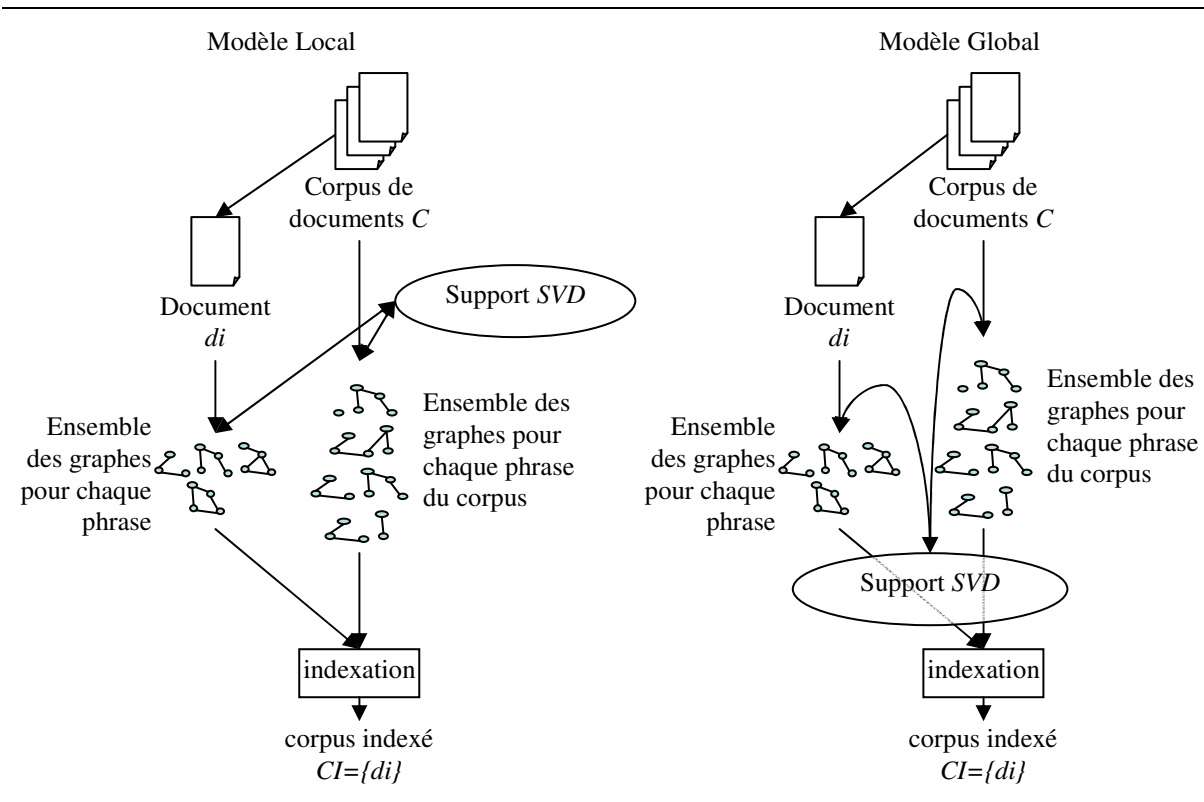 Modèle Local
Corpus de
documents C
Document
di
Support SVD
Ensemble
des graphes
pour chaque
phrase
Ensemble des
graphes pour
chaque phrase
du corpus
indexation
corpus indexé
CI={di}
Modèle Global
Corpus de
documents C
Document
di
Ensemble
des graphes
pour chaque
phrase
Ensemble des
graphes pour
chaque phrase
du corpus
Support SVD
indexation
corpus indexé
CI={di}